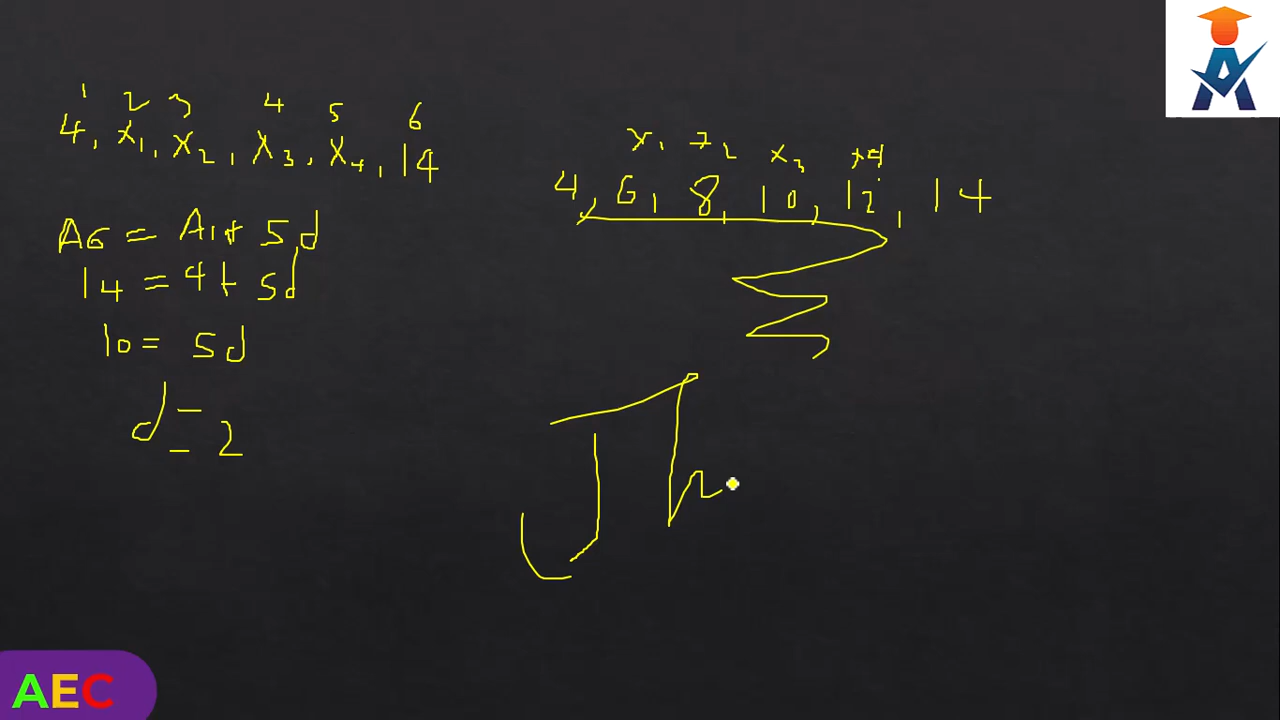 1 2 3 4 5 6
4, x₁, x₂, x₃, x₄, 14
A6 = A1 + 5d
14 = 4 + 5d
10 = 5d
d = 2
x₁ x₂ x₃ x4
4, 6, 8, 10, 12, 14
Th
AEC